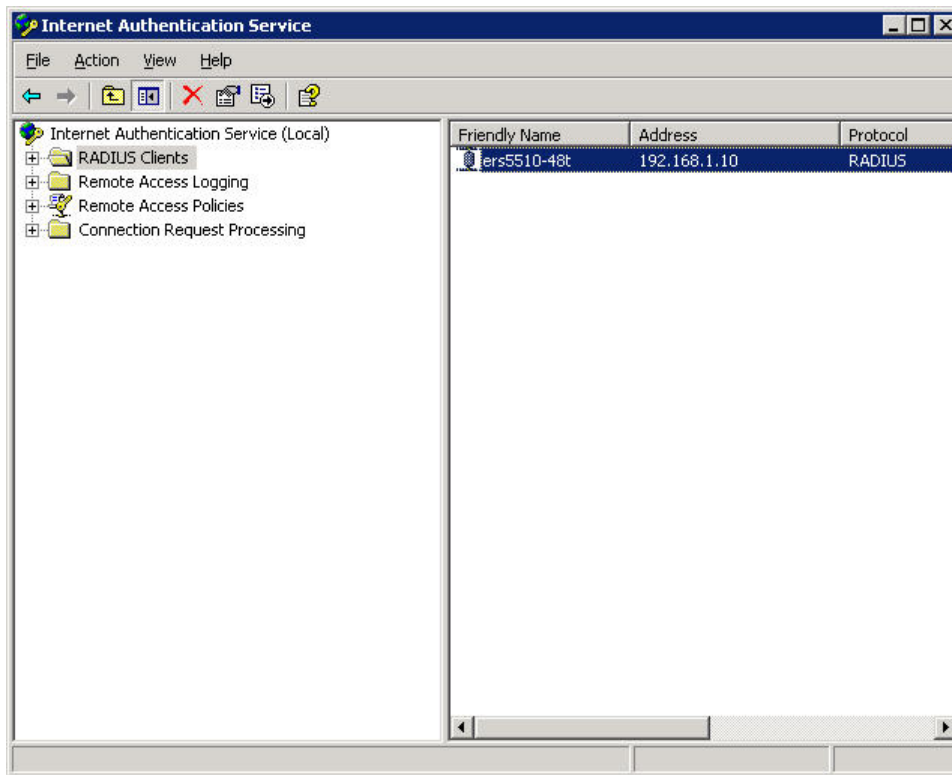 Internet Authentication Service
File Action View Help
Internet Authentication Service (Local)
RADIUS Clients
Remote Access Logging
Remote Access Policies
Connection Request Processing
Friendly Name Address Protocol
ers5510-48t 192.168.1.10 RADIUS